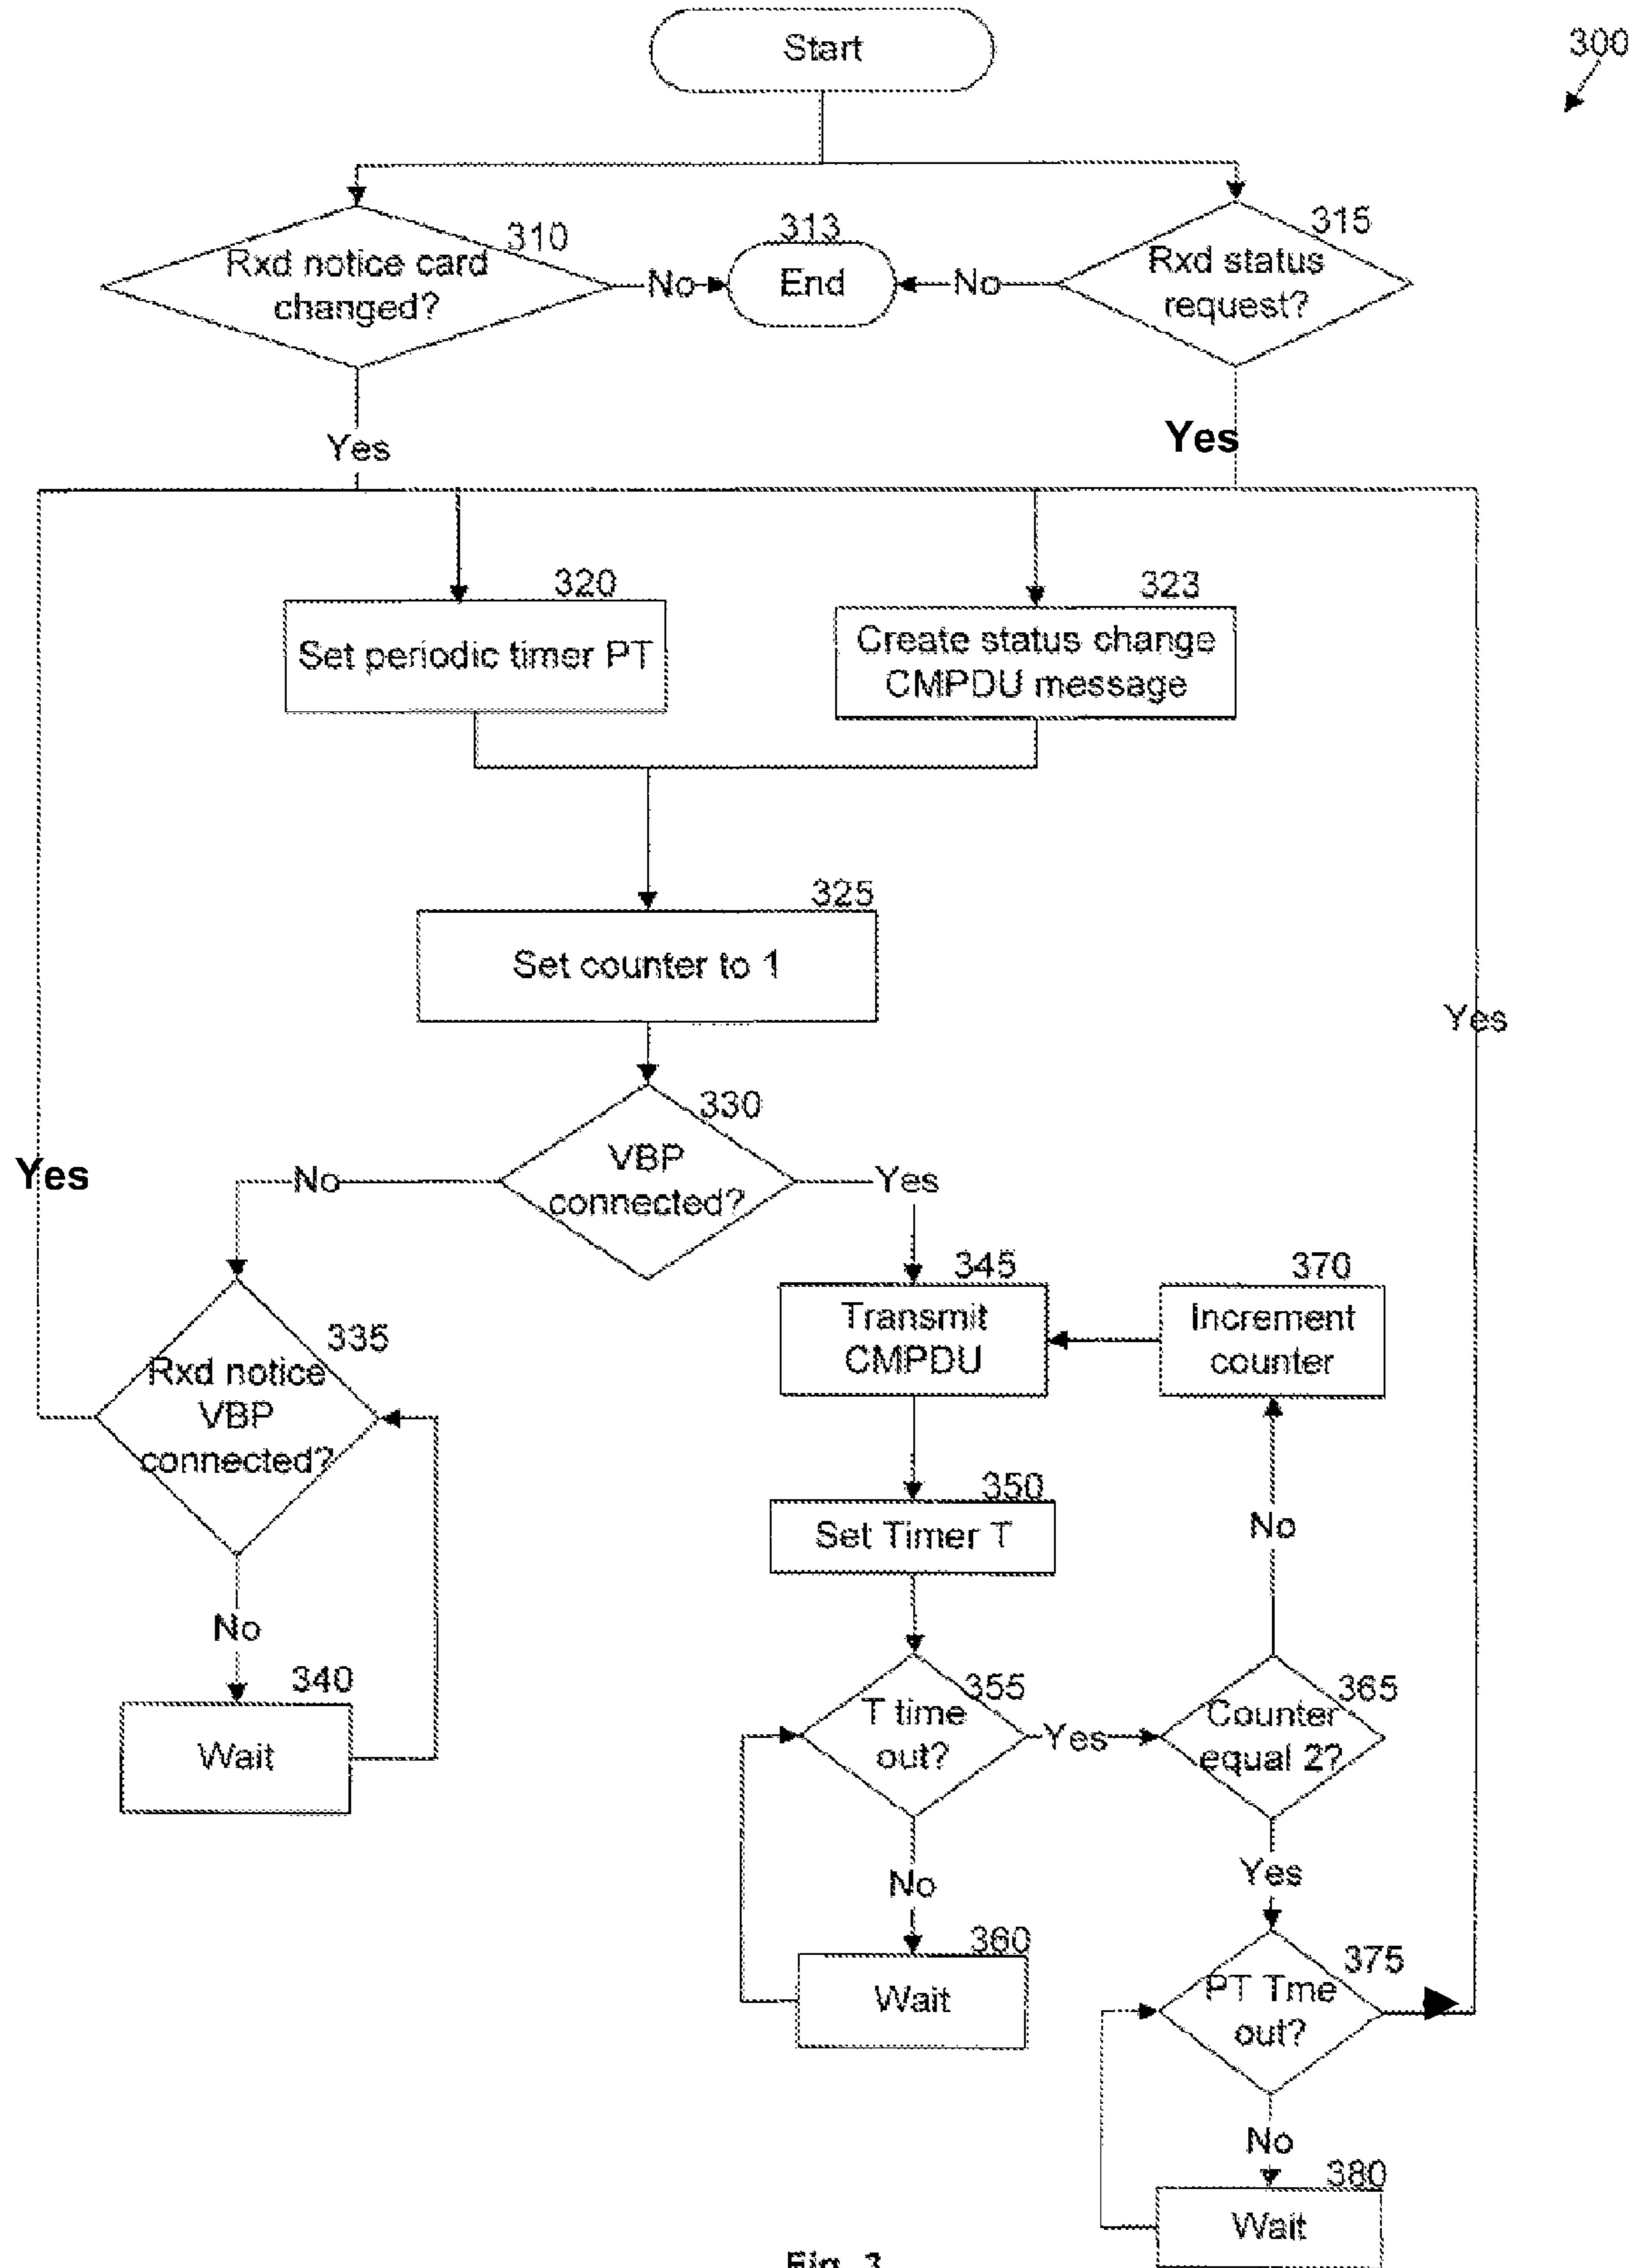 Start
300
310
Rxd notice card
changed?
No
313
End
No
315
Rxd status
request?
Yes
Yes
320
Set periodic timer PT
323
Create status change
CMPDU message
325
Set counter to 1
Yes
330
VBP
connected?
Yes
No
Yes
335
Rxd notice
VBP
connected?
345
Transmit
CMPDU
370
Increment
counter
350
Set Timer T
No
No
340
Wait
355
T time
out?
Yes
365
Counter
equal 2?
No
Yes
360
Wait
375
PT Tme
out?
No
380
Wait
Fig. 3